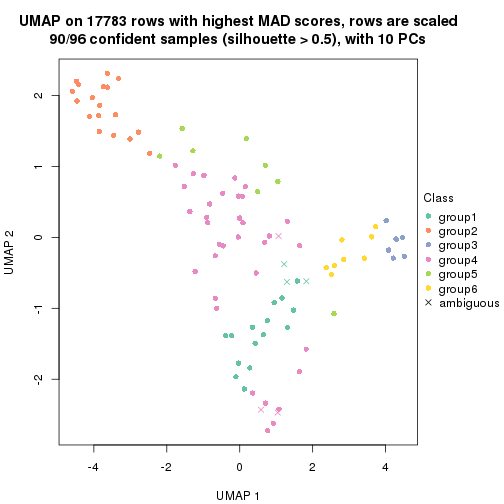 UMAP on 17783 rows with highest MAD scores, rows are scaled
90/96 confident samples (silhouette > 0.5), with 10 PCs
2
1
0
-1
-2
UMAP 2
-4
-2
0
2
4
UMAP 1
Class
group1
group2
group3
group4
group5
group6
ambiguous